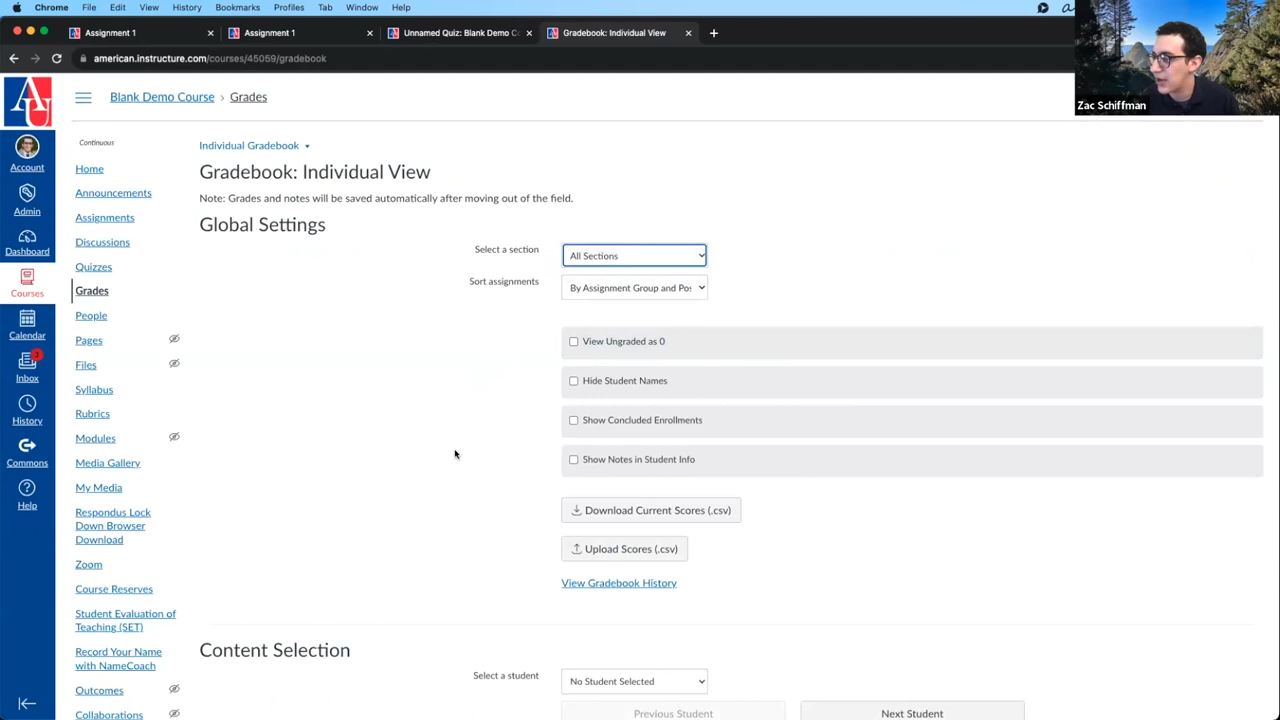 Chrome File Edit View History Bookmarks Profiles Tab Window Help
Assignment 1
Assignment 1
Unnamed Quiz: Blank Demo C
Gradebook: Individual View
american.instructure.com/courses/45059/gradebook
Zac Schiffman
AU
Account
Admin
Dashboard
Courses
Calendar
Inbox
History
Commons
Help
Blank Demo Course › Grades
Continuous
Home
Announcements
Assignments
Discussions
Quizzes
Grades
People
Pages
Files
Syllabus
Rubrics
Modules
Media Gallery
My Media
Respondus Lock
Down Browser
Download
Zoom
Course Reserves
Student Evaluation of
Teaching (SET)
Record Your Name
with NameCoach
Outcomes
Collaborations
Individual Gradebook
Gradebook: Individual View
Note: Grades and notes will be saved automatically after moving out of the field.
Global Settings
Select a section All Sections
Sort assignments By Assignment Group and Pos
View Ungraded as 0
Hide Student Names
Show Concluded Enrollments
Show Notes in Student Info
Download Current Scores (.csv)
Upload Scores (.csv)
View Gradebook History
Content Selection
Select a student No Student Selected
Previous Student Next Student